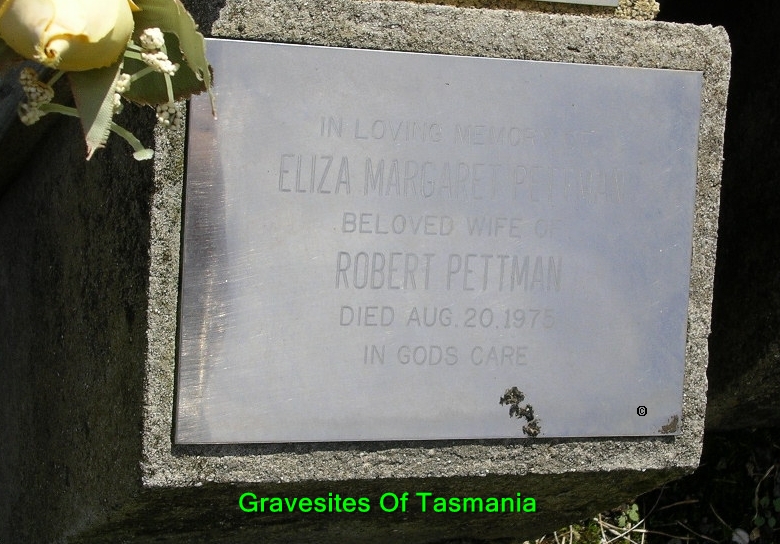 IN LOVING MEMORY OF
ELIZA MARGARET PETTMAN
BELOVED WIFE OF
ROBERT PETTMAN
DIED AUG. 20. 1975
IN GODS CARE
©
Gravesites Of Tasmania